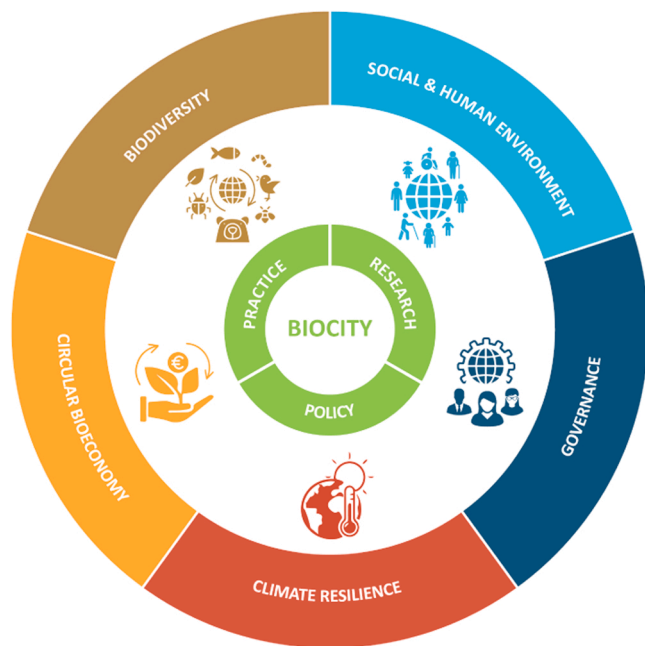 BIODIVERSITY
SOCIAL & HUMAN ENVIRONMENT
GOVERNANCE
CLIMATE RESILIENCE
CIRCULAR BIOECONOMY
€
PRACTICE
RESEARCH
POLICY
BIOCITY